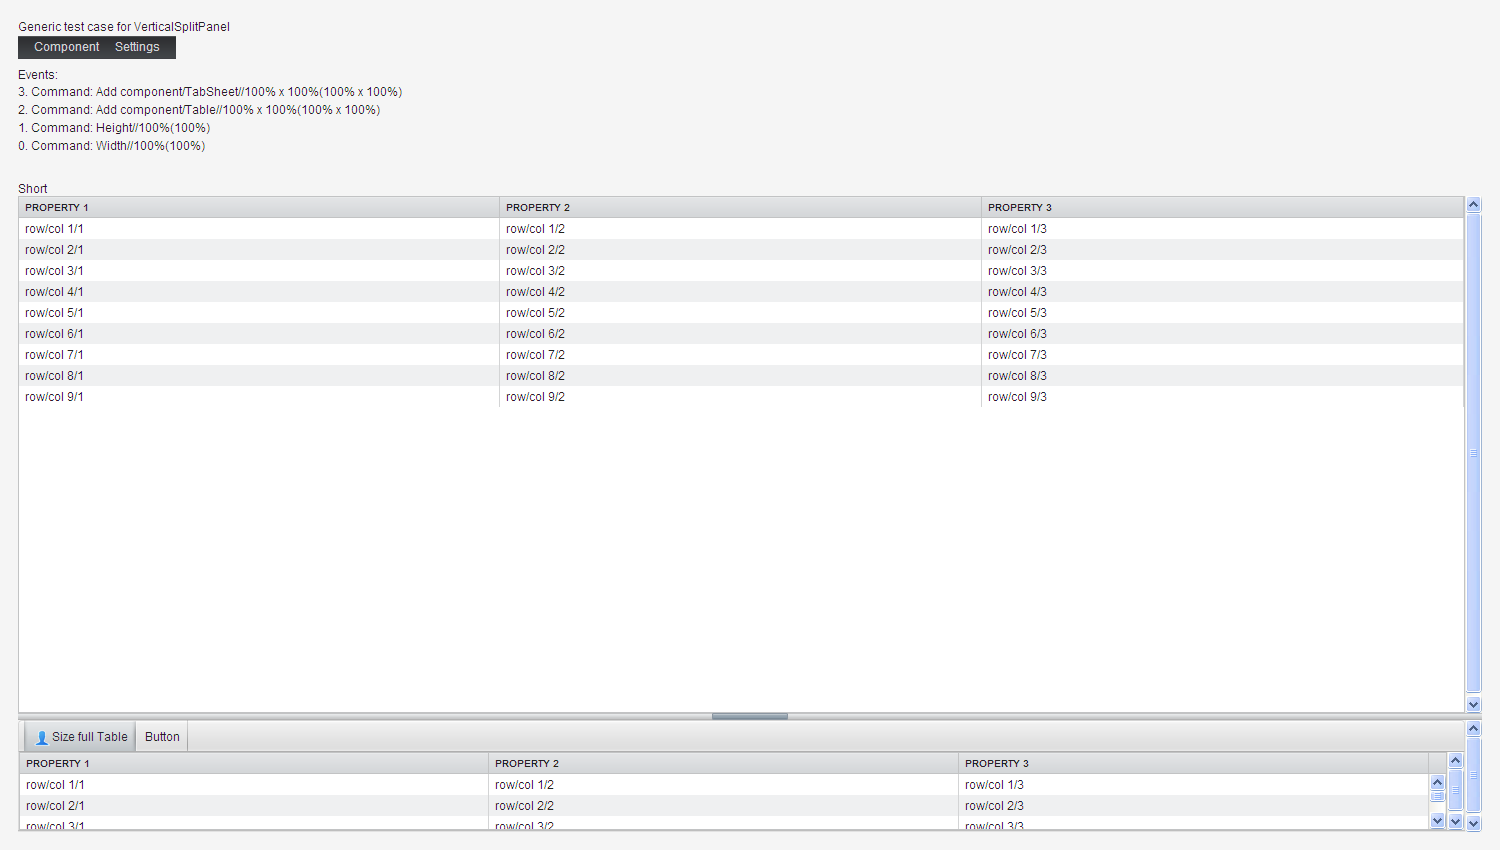 Generic test case for VerticalSplitPanel
Component Settings
Events:
3. Command: Add component/TabSheet//100% x 100%(100% x 100%)
2. Command: Add component/Table//100% x 100%(100% x 100%)
1. Command: Height//100%(100%)
0. Command: Width//100%(100%)
Short
PROPERTY 1 PROPERTY 2 PROPERTY 3
row/col 1/1 row/col 1/2 row/col 1/3
row/col 2/1 row/col 2/2 row/col 2/3
row/col 3/1 row/col 3/2 row/col 3/3
row/col 4/1 row/col 4/2 row/col 4/3
row/col 5/1 row/col 5/2 row/col 5/3
row/col 6/1 row/col 6/2 row/col 6/3
row/col 7/1 row/col 7/2 row/col 7/3
row/col 8/1 row/col 8/2 row/col 8/3
row/col 9/1 row/col 9/2 row/col 9/3
Size full Table Button
PROPERTY 1 PROPERTY 2 PROPERTY 3
row/col 1/1 row/col 1/2 row/col 1/3
row/col 2/1 row/col 2/2 row/col 2/3
row/col 3/1 row/col 3/2 row/col 3/3